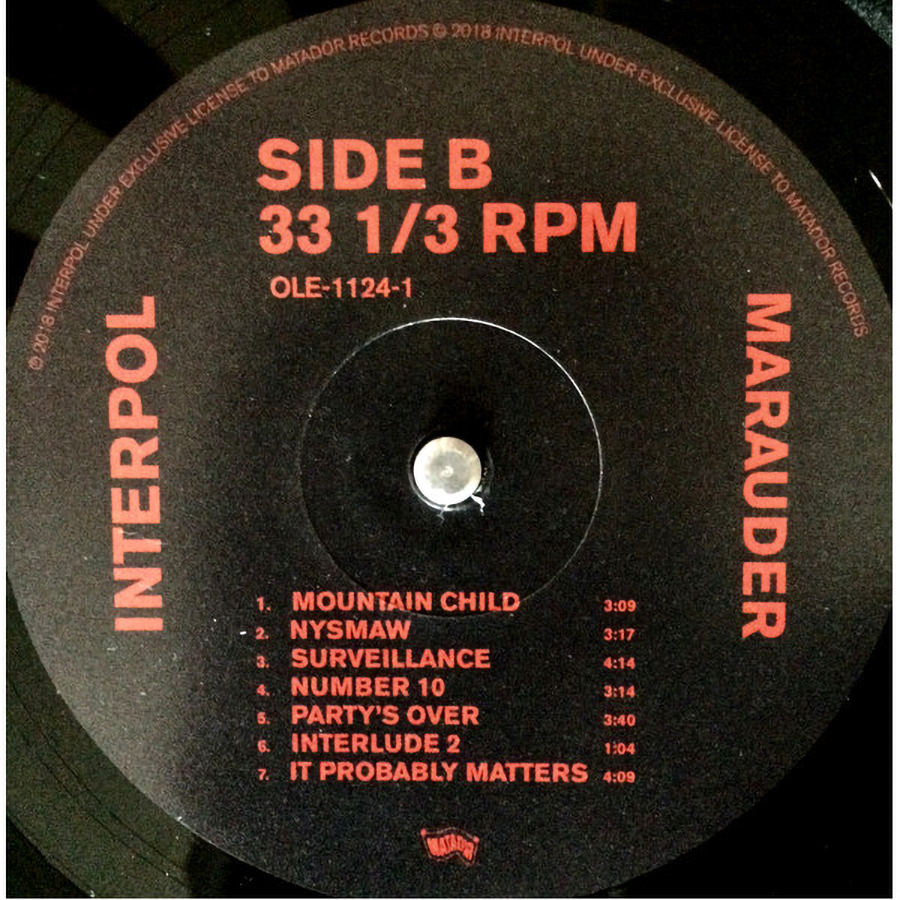 ℗ 2018 INTERPOL UNDER EXCLUSIVE LICENSE TO MATADOR RECORDS © 2018 INTERPOL UNDER EXCLUSIVE LICENSE TO MATADOR RECORDS
SIDE B
33 1/3 RPM
OLE-1124-1
INTERPOL
MARAUDER
1. MOUNTAIN CHILD 3:09
2. NYSMAW 3:17
3. SURVEILLANCE 4:14
4. NUMBER 10 3:14
5. PARTY'S OVER 3:40
6. INTERLUDE 2 1:04
7. IT PROBABLY MATTERS 4:09
MATADOR